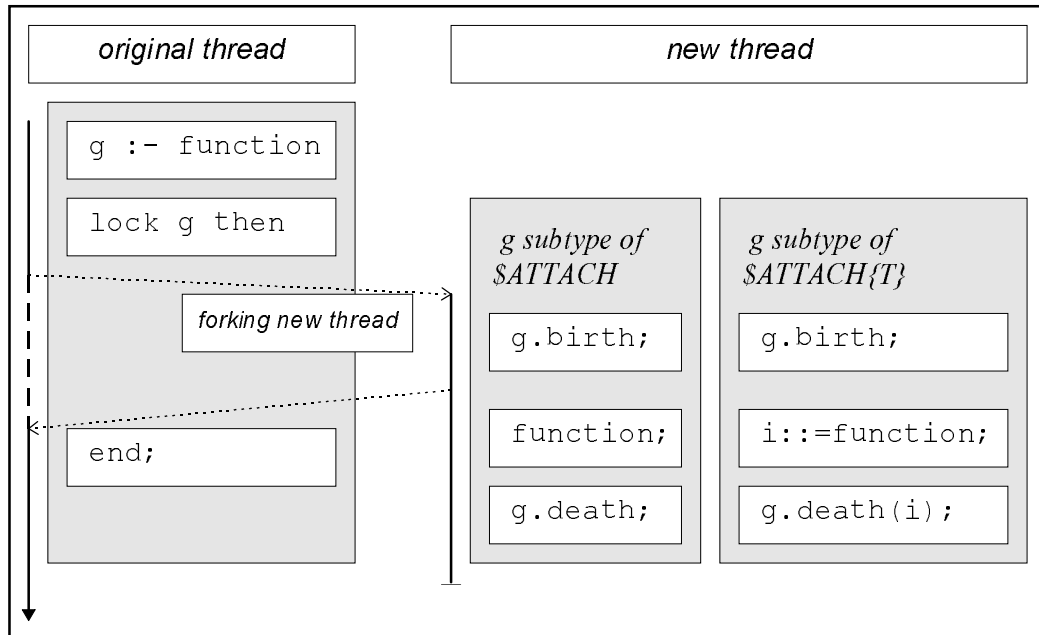 original thread
new thread
g :- function
lock g then
forking new thread
end;
g subtype of
$ATTACH
g.birth;
function;
g.death;
g subtype of
$ATTACH{T}
g.birth;
i::=function;
g.death(i);